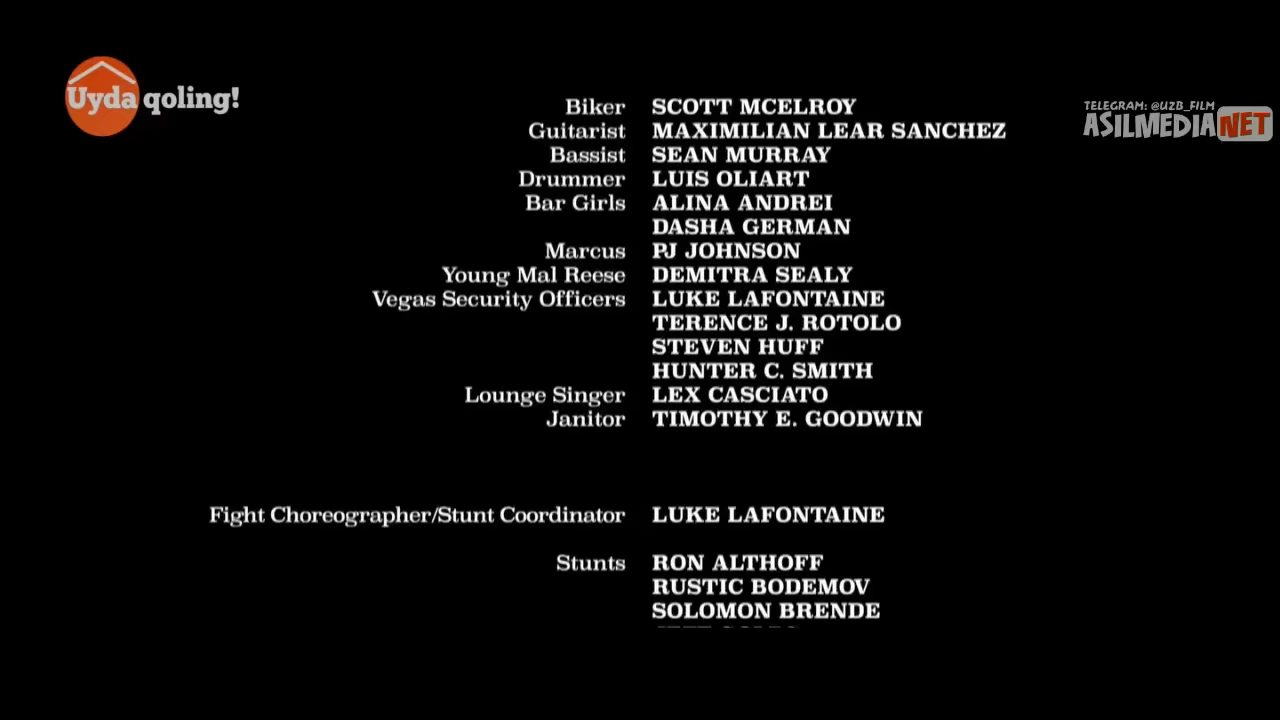 Uyda qoling!
TELEGRAM: @UZB_FILM
ASILMEDIA NET
Biker SCOTT MCELROY
Guitarist MAXIMILIAN LEAR SANCHEZ
Bassist SEAN MURRAY
Drummer LUIS OLIART
Bar Girls ALINA ANDREI
DASHA GERMAN
Marcus PJ JOHNSON
Young Mal Reese DEMITRA SEALY
Vegas Security Officers LUKE LAFONTAINE
TERENCE J. ROTOLO
STEVEN HUFF
HUNTER C. SMITH
Lounge Singer LEX CASCIATO
Janitor TIMOTHY E. GOODWIN
Fight Choreographer/Stunt Coordinator LUKE LAFONTAINE
Stunts RON ALTHOFF
RUSTIC BODEMOV
SOLOMON BRENDE